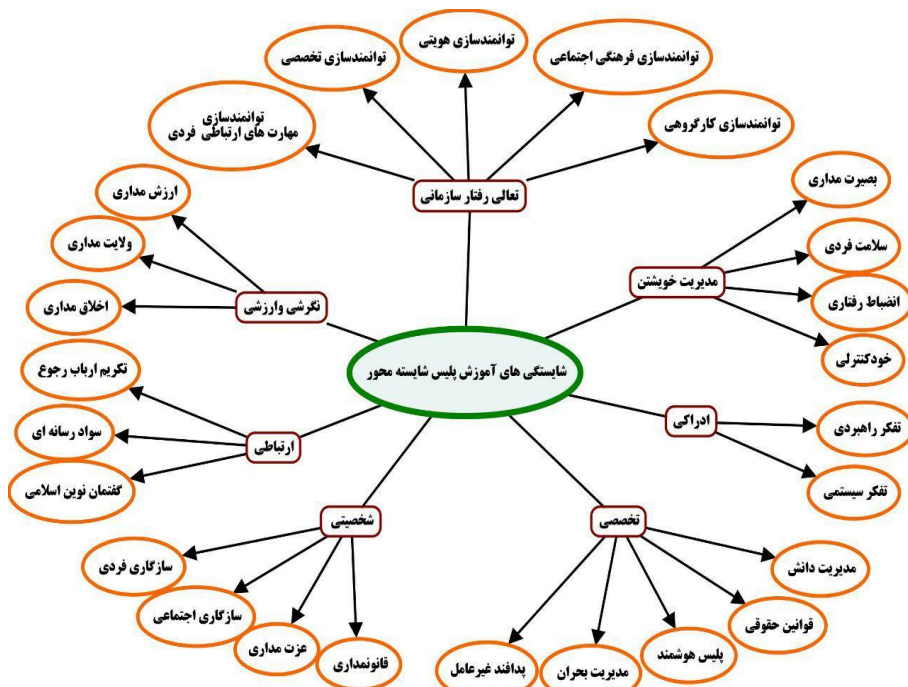 توانمندسازی هویتی
توانمندسازی فرهنگی اجتماعی
توانمندسازی تخصصی
توانمندسازی کارگروهی
توانمندسازی
مهارت های ارتباطی فردی
تعالی رفتار سازمانی
بصیرت مداری
سلامت فردی
انضباط رفتاری
خودکنترلی
مدیریت خویشتن
ارزش مداری
ولایت مداری
اخلاق مداری
نگرشی وارزشی
شایستگی های آموزش پلیس شایسته محور
تکریم ارباب رجوع
سواد رسانه ای
گفتمان نوین اسلامی
ارتباطی
ادراکی
تفکر راهبردی
تفکر سیستمی
شخصیتی
سازگاری فردی
سازگاری اجتماعی
عزت مداری
قانونمداری
تخصصی
مدیریت دانش
قوانین حقوقی
پلیس هوشمند
مدیریت بحران
پدافند غیرعامل